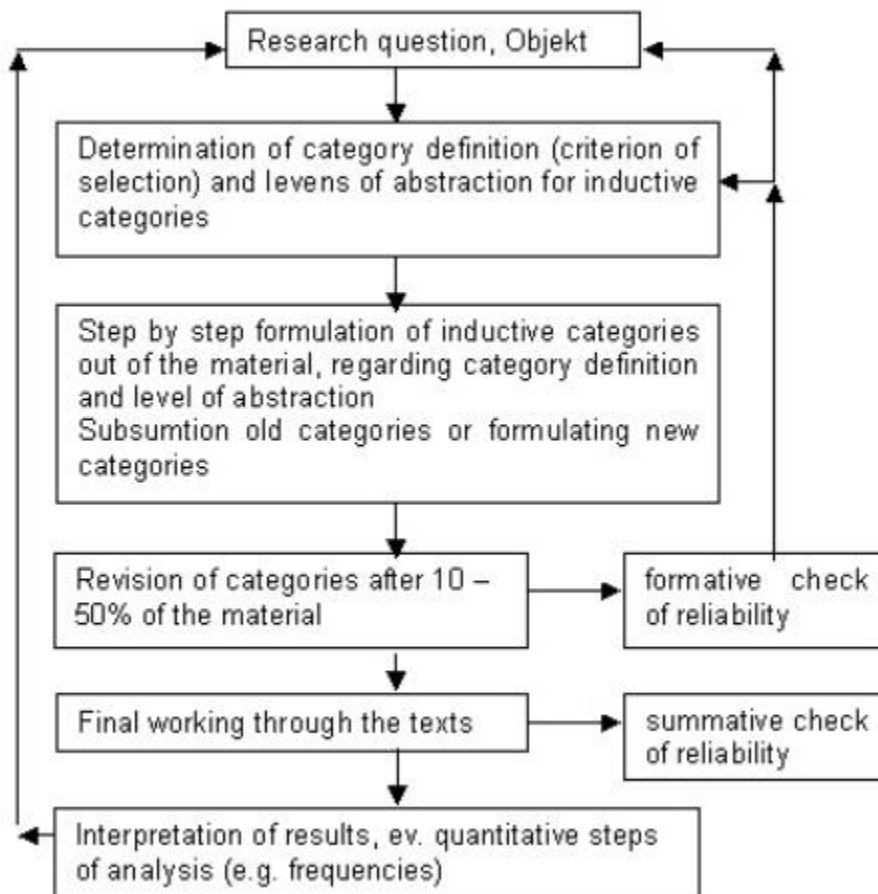 Research question, Objekt
Determination of category definition (criterion of
selection) and levens of abstraction for inductive
categories
Step by step formulation of inductive categories
out of the material, regarding category definition
and level of abstraction
Subsumtion old categories or formulating new
categories
Revision of categories after 10 –
50% of the material
formative check
of reliability
Final working through the texts
summative check
of reliability
Interpretation of results, ev. quantitative steps
of analysis (e.g. frequencies)